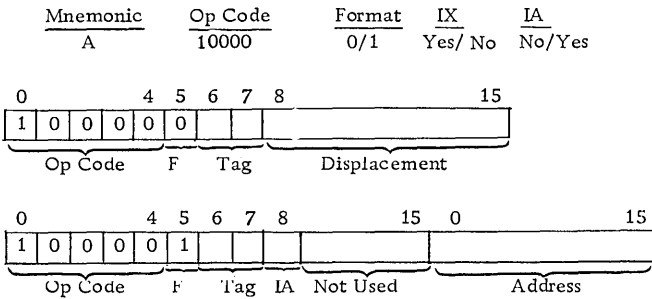 Mnemonic Op Code Format IX IA
A 10000 0/1 Yes/ No No/Yes
0 4 5 6 7 8 15
1 0 0 0 0 0
Op Code F Tag Displacement
0 4 5 6 7 8 15 0 15
1 0 0 0 0 1
Op Code F Tag IA Not Used Address